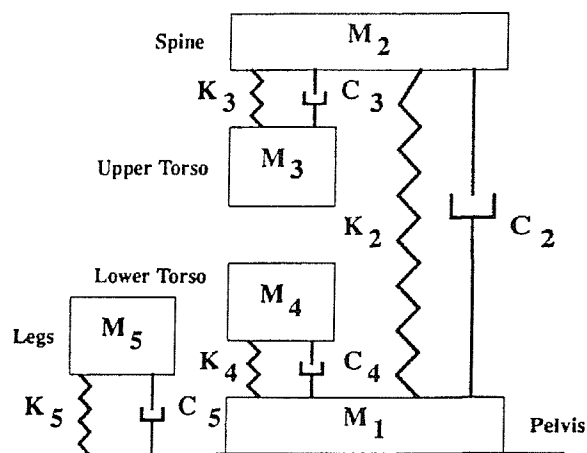 Spine
M2
K3
C3
Upper Torso
M3
K2
C2
Lower Torso
M4
Legs
M5
K4
C4
K5
C5
M1
Pelvis